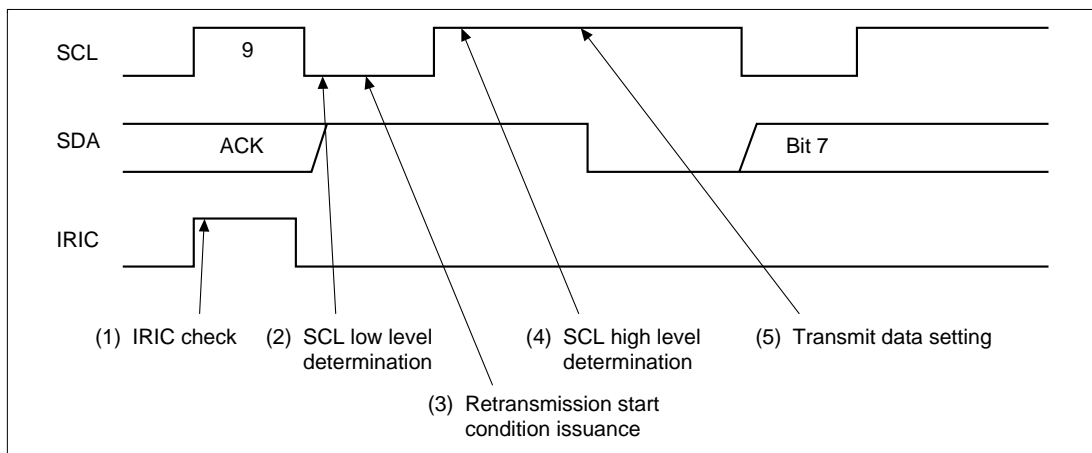 SCL
9
SDA
ACK
Bit 7
IRIC
(1) IRIC check
(2) SCL low level
determination
(4) SCL high level
determination
(5) Transmit data setting
(3) Retransmission start
condition issuance